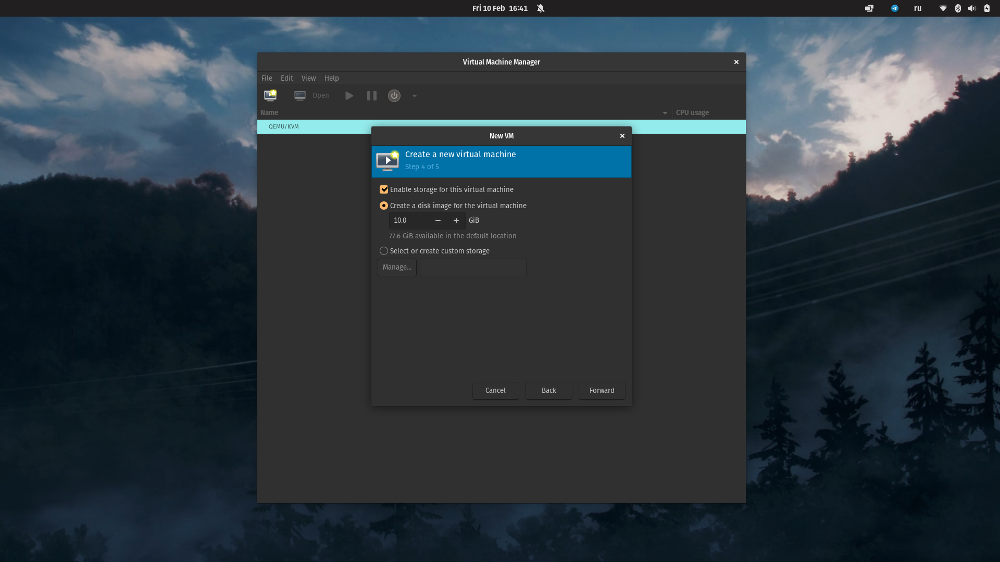 Fri 10 Feb 16:41
ru
Virtual Machine Manager
File Edit View Help
Open
Name CPU usage
QEMU/KVM
New VM
Create a new virtual machine
Step 4 of 5
Enable storage for this virtual machine
Create a disk image for the virtual machine
10.0 − + GiB
77.6 GiB available in the default location
Select or create custom storage
Manage...
Cancel Back Forward